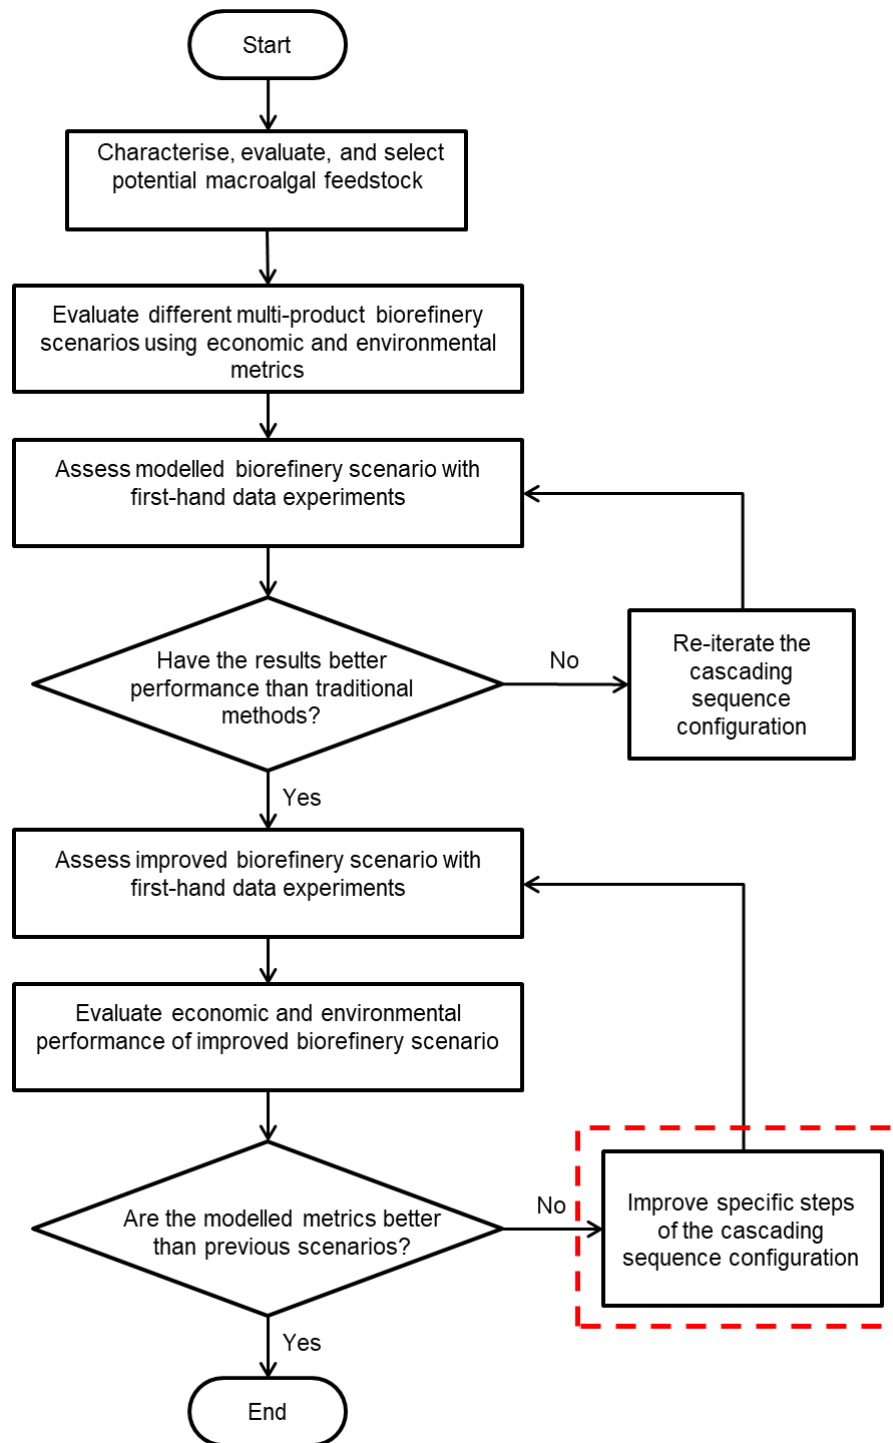 Start
Characterise, evaluate, and select
potential macroalgal feedstock
Evaluate different multi-product biorefinery
scenarios using economic and environmental
metrics
Assess modelled biorefinery scenario with
first-hand data experiments
Have the results better
performance than traditional
methods?
No
Re-iterate the
cascading
sequence
configuration
Yes
Assess improved biorefinery scenario with
first-hand data experiments
Evaluate economic and environmental
performance of improved biorefinery scenario
Are the modelled metrics better
than previous scenarios?
No
Improve specific steps
of the cascading
sequence configuration
Yes
End